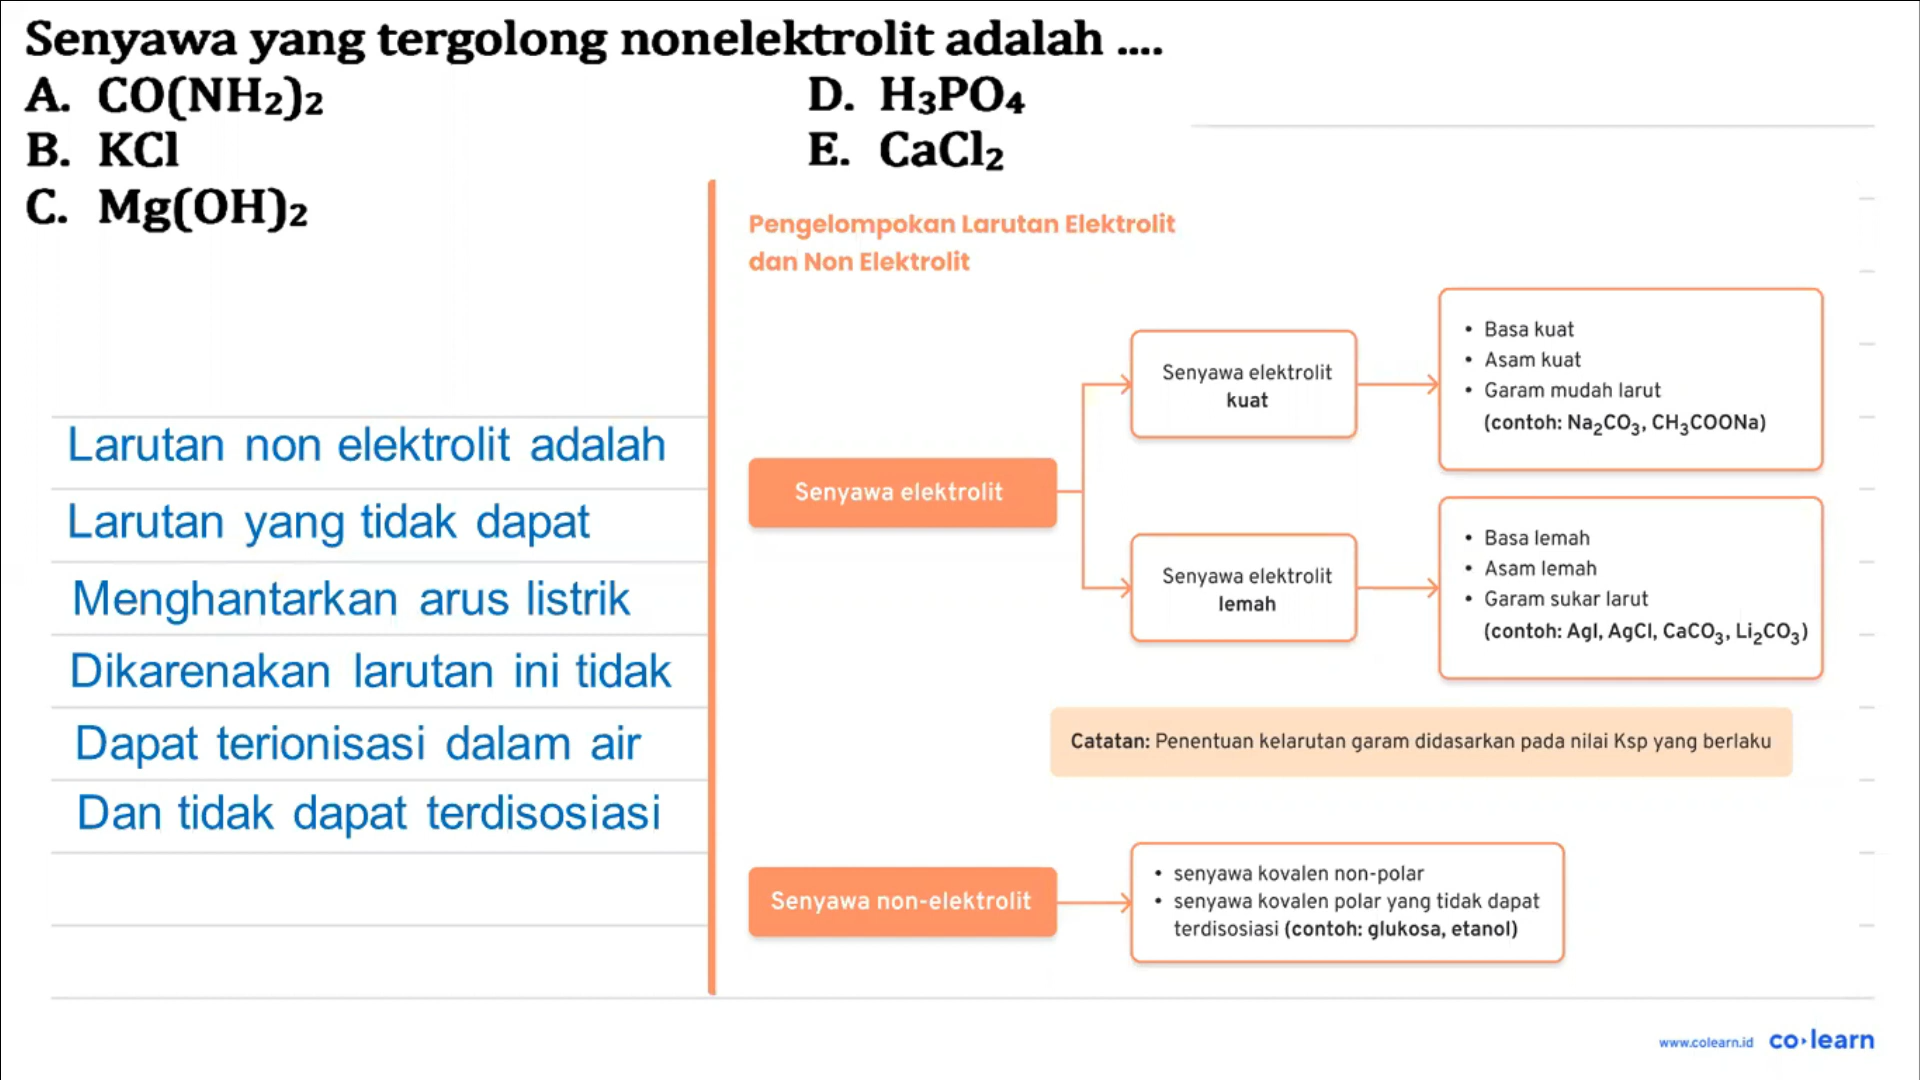 Senyawa yang tergolong nonelektrolit adalah ....
A. CO(NH₂)₂
B. KCl
C. Mg(OH)₂
D. H₃PO₄
E. CaCl₂
Larutan non elektrolit adalah
Larutan yang tidak dapat
Menghantarkan arus listrik
Dikarenakan larutan ini tidak
Dapat terionisasi dalam air
Dan tidak dapat terdisosiasi
Pengelompokan Larutan Elektrolit
dan Non Elektrolit
Senyawa elektrolit
Senyawa elektrolit
kuat
• Basa kuat
• Asam kuat
• Garam mudah larut
(contoh: Na₂CO₃, CH₃COONa)
Senyawa elektrolit
lemah
• Basa lemah
• Asam lemah
• Garam sukar larut
(contoh: AgI, AgCl, CaCO₃, Li₂CO₃)
Catatan: Penentuan kelarutan garam didasarkan pada nilai Ksp yang berlaku
Senyawa non-elektrolit
• senyawa kovalen non-polar
• senyawa kovalen polar yang tidak dapat
terdisosiasi (contoh: glukosa, etanol)
www.colearn.id co·learn